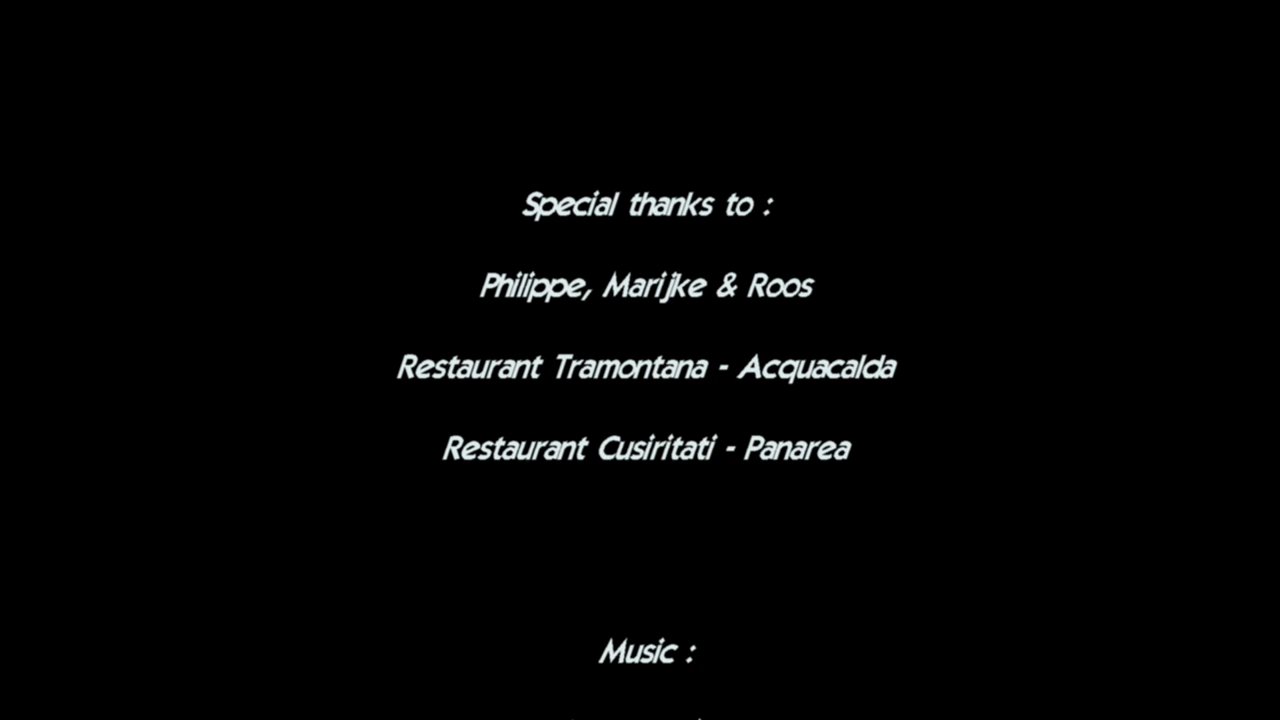 Special thanks to :
Philippe, Marijke & Roos
Restaurant Tramontana - Acquacalda
Restaurant Cusiritati - Panarea
Music :